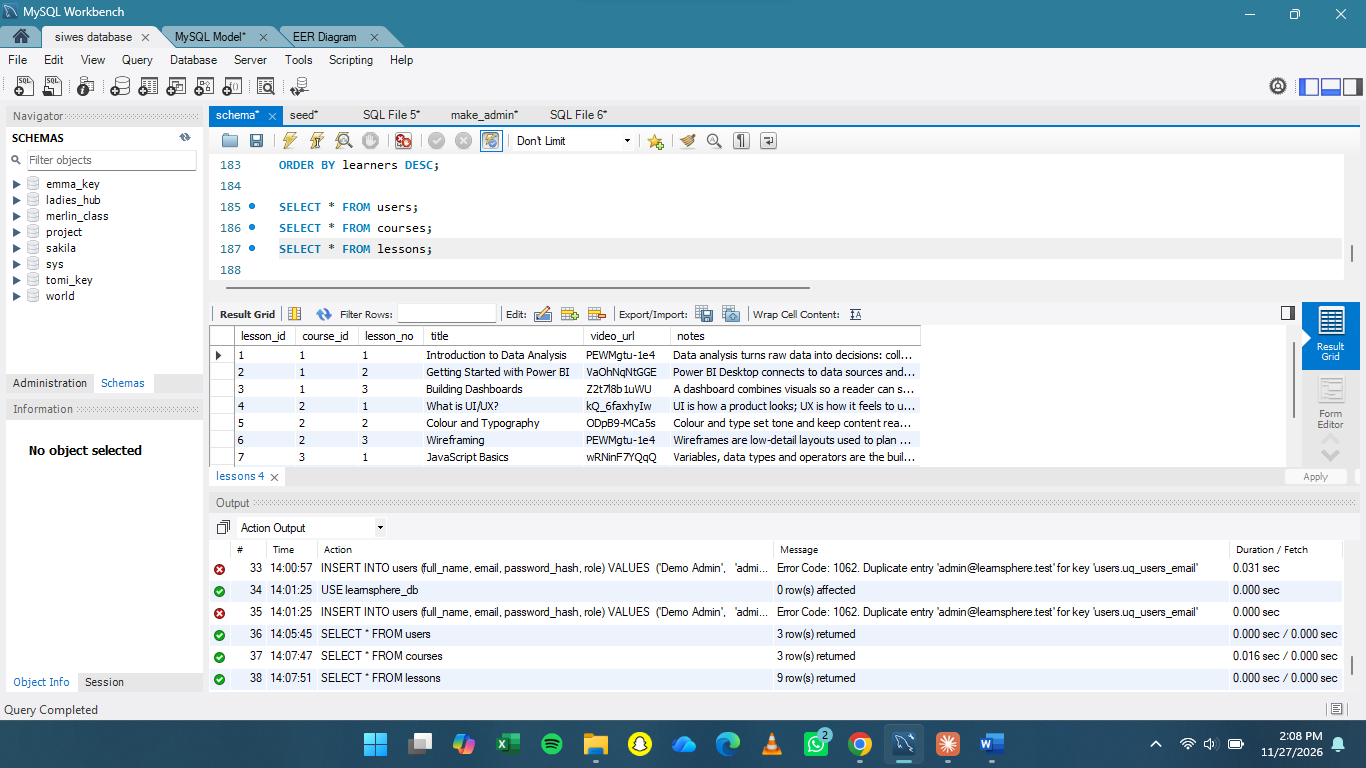 MySQL Workbench
siwes database MySQL Model* EER Diagram
File Edit View Query Database Server Tools Scripting Help
Navigator
SCHEMAS
Filter objects
emma_key
ladies_hub
merlin_class
project
sakila
sys
tomi_key
world
Administration Schemas
Information
No object selected
Object Info Session
schema* seed* SQL File 5* make_admin* SQL File 6*
Don't Limit
183 ORDER BY learners DESC;
184
185 SELECT * FROM users;
186 SELECT * FROM courses;
187 SELECT * FROM lessons;
188
Result Grid Filter Rows: Edit: Export/Import: Wrap Cell Content:
lesson_id course_id lesson_no title video_url notes
1 1 1 Introduction to Data Analysis PEWMgtu-1e4 Data analysis turns raw data into decisions: coll...
2 1 2 Getting Started with Power BI VaOhNqNtGGE Power BI Desktop connects to data sources and...
3 1 3 Building Dashboards Z2t7l8b1uWU A dashboard combines visuals so a reader can s...
4 2 1 What is UI/UX? kQ_6faxhyIw UI is how a product looks; UX is how it feels to u...
5 2 2 Colour and Typography ODpB9-MCa5s Colour and type set tone and keep content rea...
6 2 3 Wireframing PEWMgtu-1e4 Wireframes are low-detail layouts used to plan ...
7 3 1 JavaScript Basics wRNinF7YQqQ Variables, data types and operators are the buil...
Result Grid
Form Editor
lessons 4 Apply
Output
Action Output
# Time Action Message Duration / Fetch
33 14:00:57 INSERT INTO users (full_name, email, password_hash, role) VALUES ('Demo Admin', 'admi... Error Code: 1062. Duplicate entry 'admin@learnsphere.test' for key 'users.uq_users_email' 0.031 sec
34 14:01:25 USE learnsphere_db 0 row(s) affected 0.000 sec
35 14:01:25 INSERT INTO users (full_name, email, password_hash, role) VALUES ('Demo Admin', 'admi... Error Code: 1062. Duplicate entry 'admin@learnsphere.test' for key 'users.uq_users_email' 0.000 sec
36 14:05:45 SELECT * FROM users 3 row(s) returned 0.000 sec / 0.000 sec
37 14:07:47 SELECT * FROM courses 3 row(s) returned 0.016 sec / 0.000 sec
38 14:07:51 SELECT * FROM lessons 9 row(s) returned 0.000 sec / 0.000 sec
Query Completed
2
2:08 PM
11/27/2026